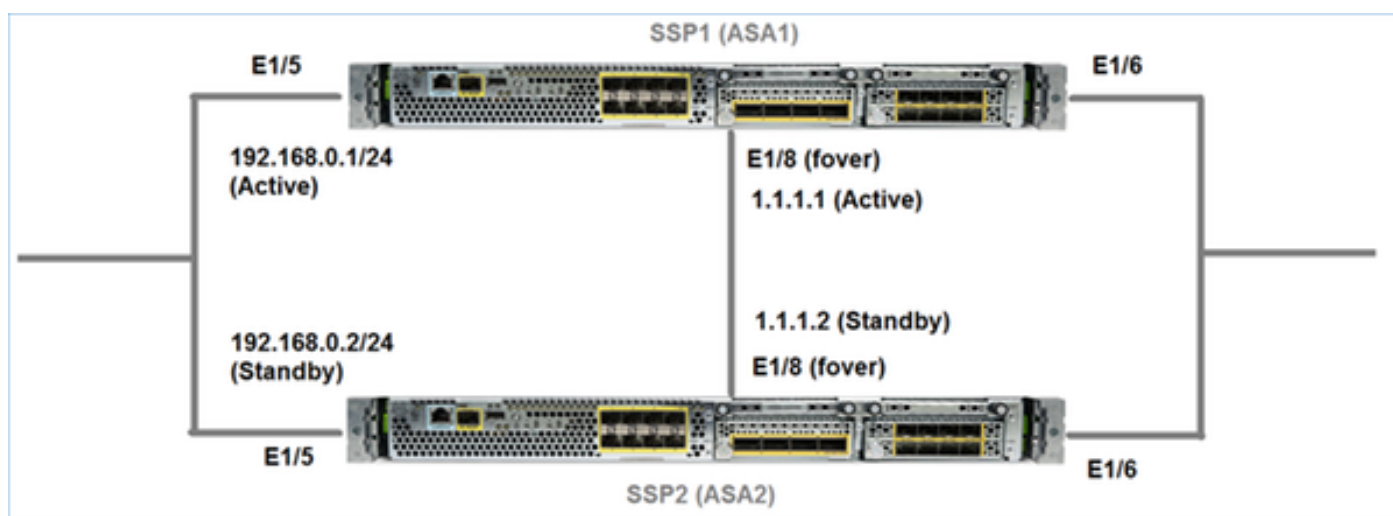 SSP1 (ASA1)
E1/5
E1/6
192.168.0.1/24
(Active)
E1/8 (fover)
1.1.1.1 (Active)
1.1.1.2 (Standby)
192.168.0.2/24
(Standby)
E1/8 (fover)
E1/5
E1/6
SSP2 (ASA2)